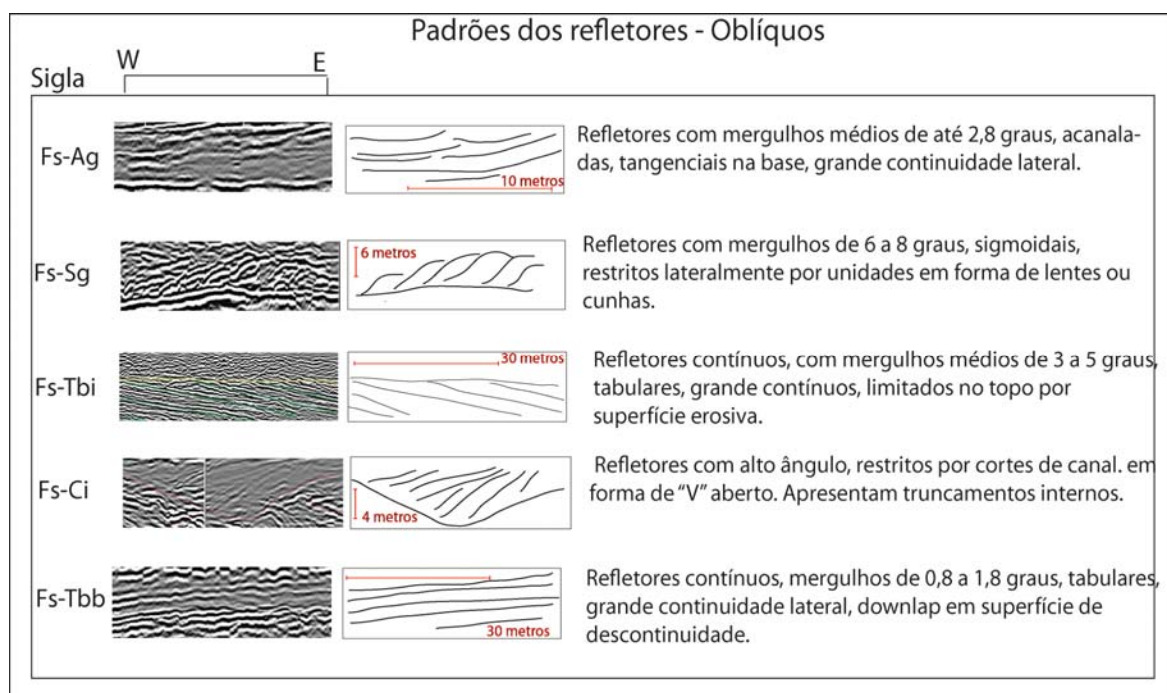 Padrões dos refletores - Oblíquos
W E
Sigla
Fs-Ag
10 metros
Refletores com mergulhos médios de até 2,8 graus, acanala-
das, tangenciais na base, grande continuidade lateral.
Fs-Sg
6 metros
Refletores com mergulhos de 6 a 8 graus, sigmoidais,
restritos lateralmente por unidades em forma de lentes ou
cunhas.
Fs-Tbi
30 metros
Refletores contínuos, com mergulhos médios de 3 a 5 graus,
tabulares, grande contínuos, limitados no topo por
superfície erosiva.
Fs-Ci
4 metros
Refletores com alto ângulo, restritos por cortes de canal. em
forma de “V” aberto. Apresentam truncamentos internos.
Fs-Tbb
30 metros
Refletores contínuos, mergulhos de 0,8 a 1,8 graus, tabulares,
grande continuidade lateral, downlap em superfície de
descontinuidade.